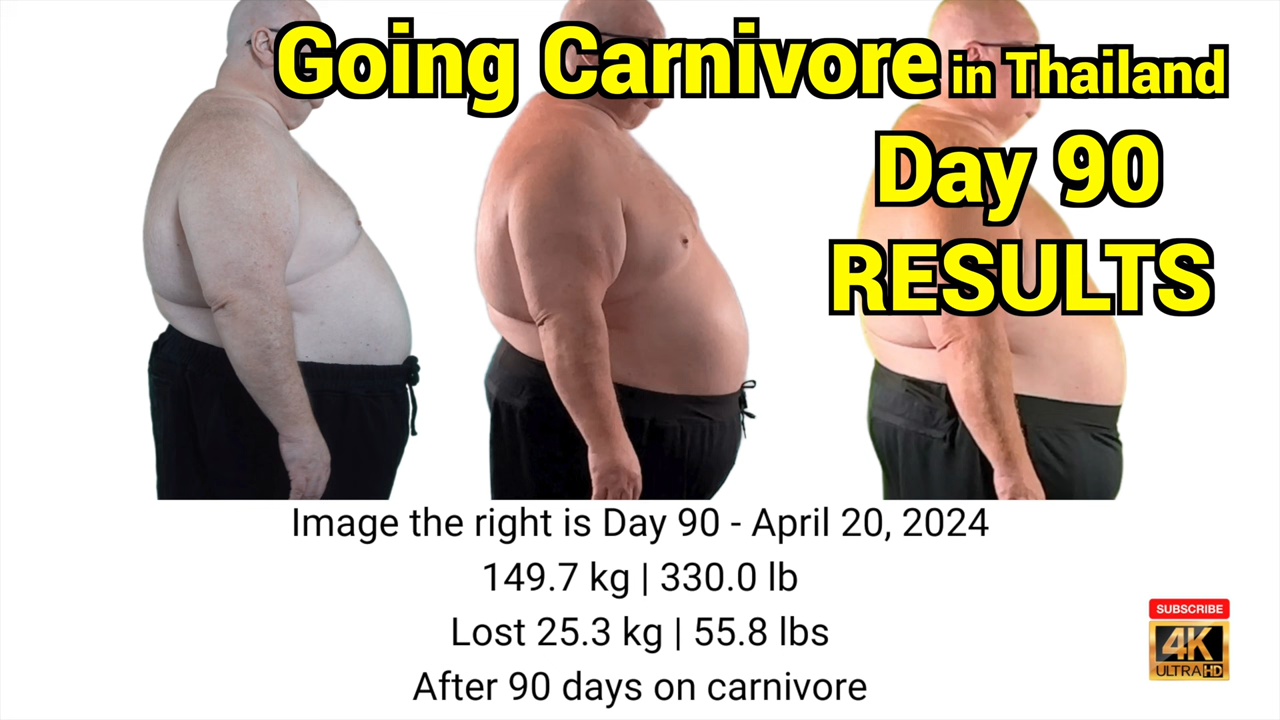 Going Carnivore in Thailand
Day 90
RESULTS
Image the right is Day 90 - April 20, 2024
149.7 kg | 330.0 lb
Lost 25.3 kg | 55.8 lbs
After 90 days on carnivore
SUBSCRIBE
4K
ULTRA HD